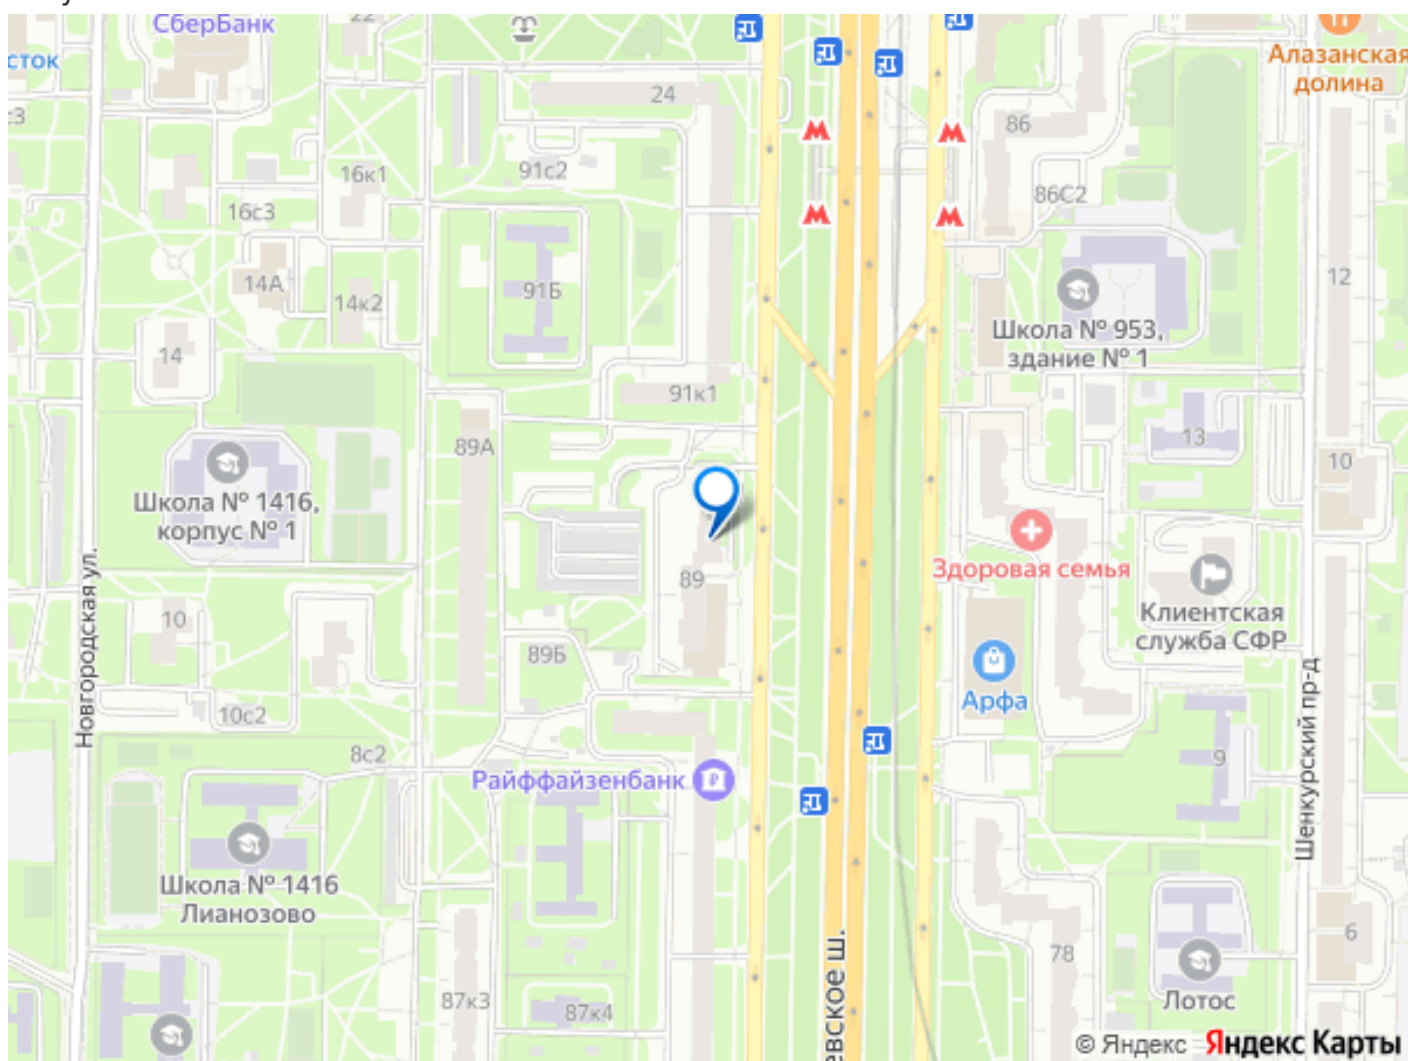 СберБанк
22
сток
24
Алазанская
долина
с3
86
91с2
16к1
86С2
16с3
14А
91Б
14к2
12
Школа № 953,
здание № 1
14
91к1
13
89А
10
Школа № 1416,
корпус № 1
Здоровая семья
89
Клиентская
служба СФР
10
Новгородская ул.
89Б
Арфа
10с2
8с2
9
Шенкурский пр-д
Райффайзенбанк
Школа № 1416
Лианозово
6
78
евское ш.
87к3
87к4
Лотос
© Яндекс Яндекс Карты